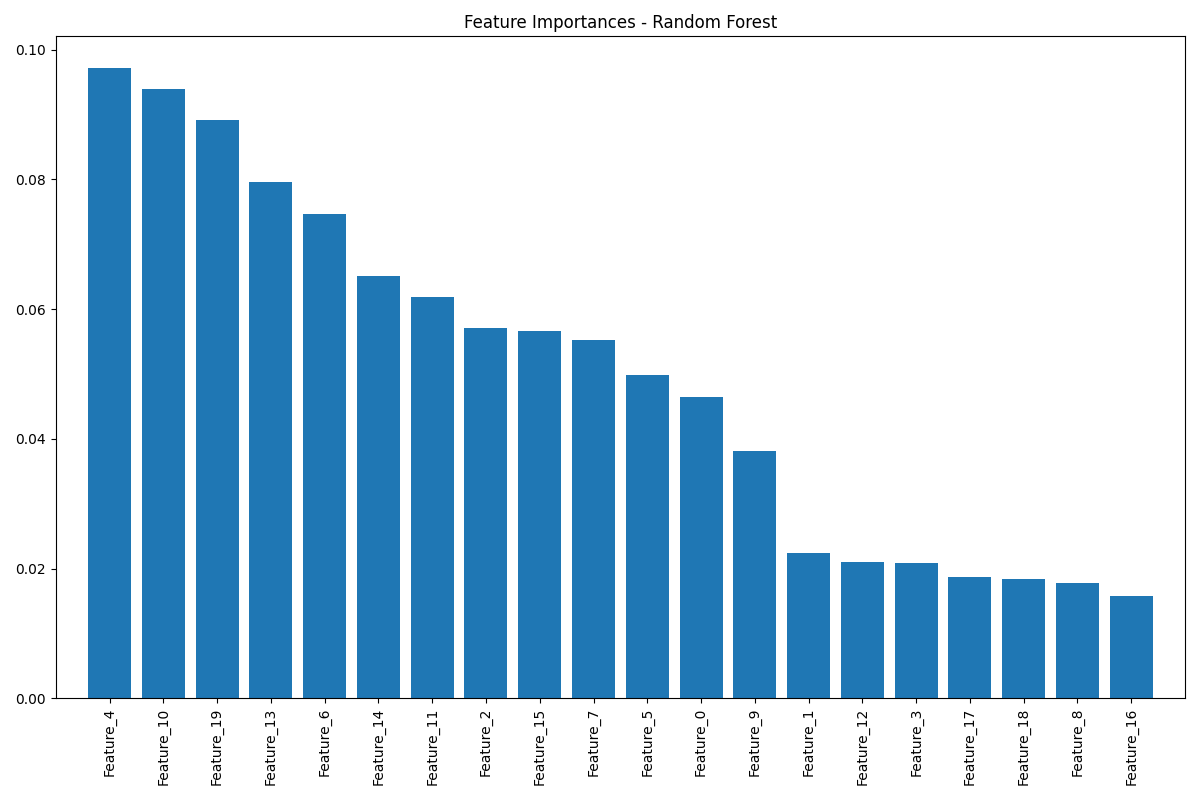 Feature Importances - Random Forest
0.10
0.08
0.06
0.04
0.02
0.00
Feature_4
Feature_10
Feature_19
Feature_13
Feature_6
Feature_14
Feature_11
Feature_2
Feature_15
Feature_7
Feature_5
Feature_0
Feature_9
Feature_1
Feature_12
Feature_3
Feature_17
Feature_18
Feature_8
Feature_16